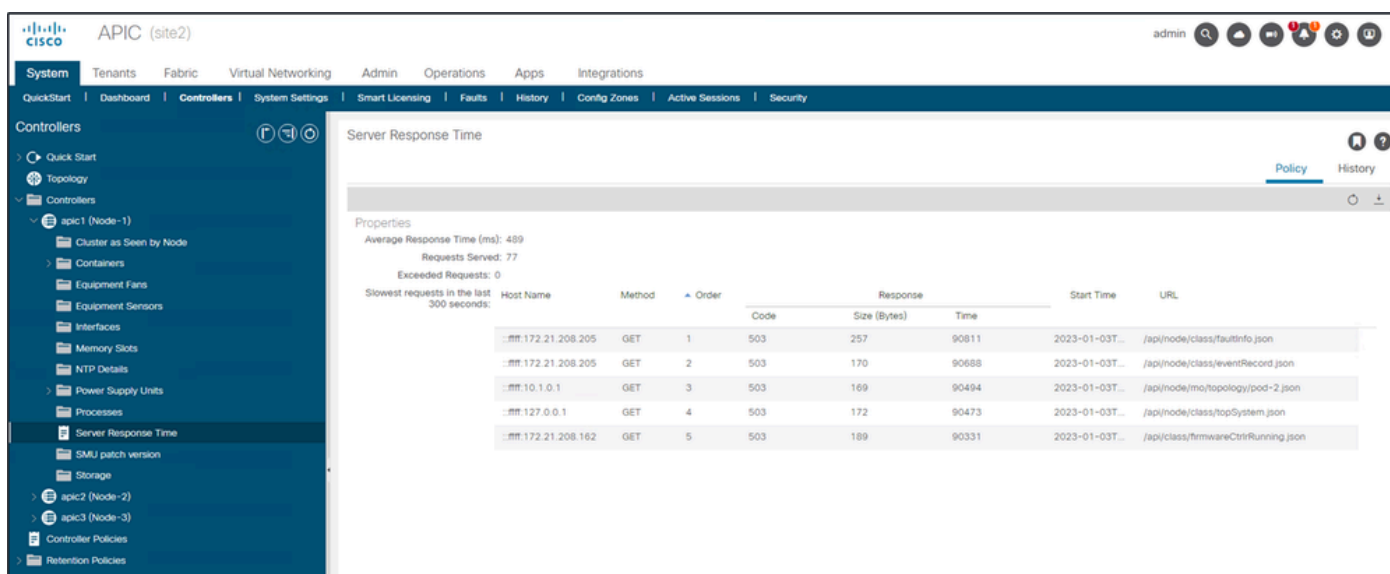 CISCO
APIC (site2)
admin
1
1
System Tenants Fabric Virtual Networking Admin Operations Apps Integrations
QuickStart | Dashboard | Controllers | System Settings | Smart Licensing | Faults | History | Config Zones | Active Sessions | Security
Controllers
Quick Start
Topology
Controllers
apic1 (Node-1)
Cluster as Seen by Node
Containers
Equipment Fans
Equipment Sensors
Interfaces
Memory Slots
NTP Details
Power Supply Units
Processes
Server Response Time
SMU patch version
Storage
apic2 (Node-2)
apic3 (Node-3)
Controller Policies
Retention Policies
Server Response Time
?
Policy History
Properties
Average Response Time (ms): 489
Requests Served: 77
Exceeded Requests: 0
Slowest requests in the last
300 seconds:
Host Name Method Order Response Start Time URL
Code Size (Bytes) Time
::ffff:172.21.208.205 GET 1 503 257 90811 2023-01-03T... /api/node/class/faultInfo.json
::ffff:172.21.208.205 GET 2 503 170 90688 2023-01-03T... /api/node/class/eventRecord.json
::ffff:10.1.0.1 GET 3 503 169 90494 2023-01-03T... /api/node/mo/topology/pod-2.json
::ffff:127.0.0.1 GET 4 503 172 90473 2023-01-03T... /api/node/class/topSystem.json
::ffff:172.21.208.162 GET 5 503 189 90331 2023-01-03T... /api/class/firmwareCtrlrRunning.json